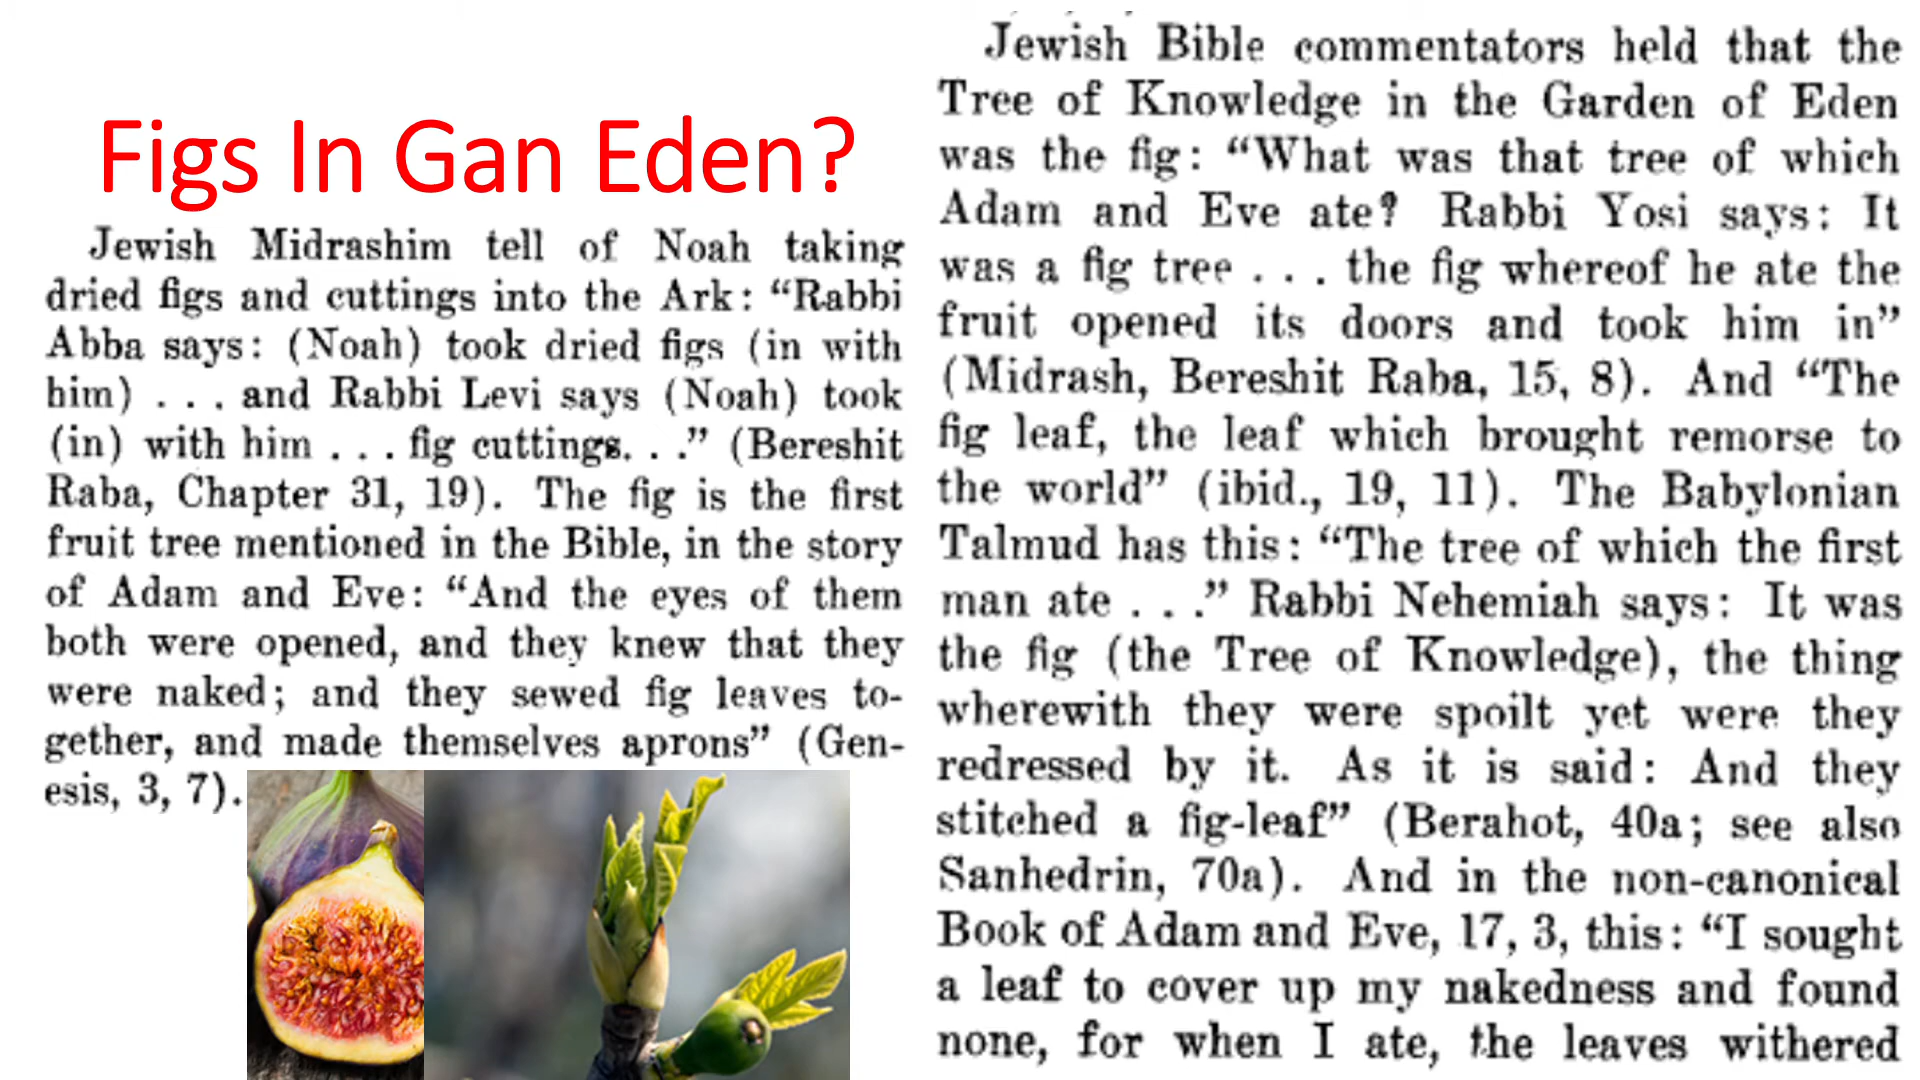 Figs In Gan Eden?
Jewish Midrashim tell of Noah taking
dried figs and cuttings into the Ark: “Rabbi
Abba says: (Noah) took dried figs (in with
him) . . . and Rabbi Levi says (Noah) took
(in) with him . . . fig cuttings. . .” (Bereshit
Raba, Chapter 31, 19). The fig is the first
fruit tree mentioned in the Bible, in the story
of Adam and Eve: “And the eyes of them
both were opened, and they knew that they
were naked; and they sewed fig leaves to-
gether, and made themselves aprons” (Gen-
esis, 3, 7).
Jewish Bible commentators held that the
Tree of Knowledge in the Garden of Eden
was the fig: “What was that tree of which
Adam and Eve ate? Rabbi Yosi says: It
was a fig tree . . . the fig whereof he ate the
fruit opened its doors and took him in”
(Midrash, Bereshit Raba, 15, 8). And “The
fig leaf, the leaf which brought remorse to
the world” (ibid., 19, 11). The Babylonian
Talmud has this: “The tree of which the first
man ate . . .” Rabbi Nehemiah says: It was
the fig (the Tree of Knowledge), the thing
wherewith they were spoilt yet were they
redressed by it. As it is said: And they
stitched a fig-leaf” (Berahot, 40a; see also
Sanhedrin, 70a). And in the non-canonical
Book of Adam and Eve, 17, 3, this: “I sought
a leaf to cover up my nakedness and found
none, for when I ate, the leaves withered